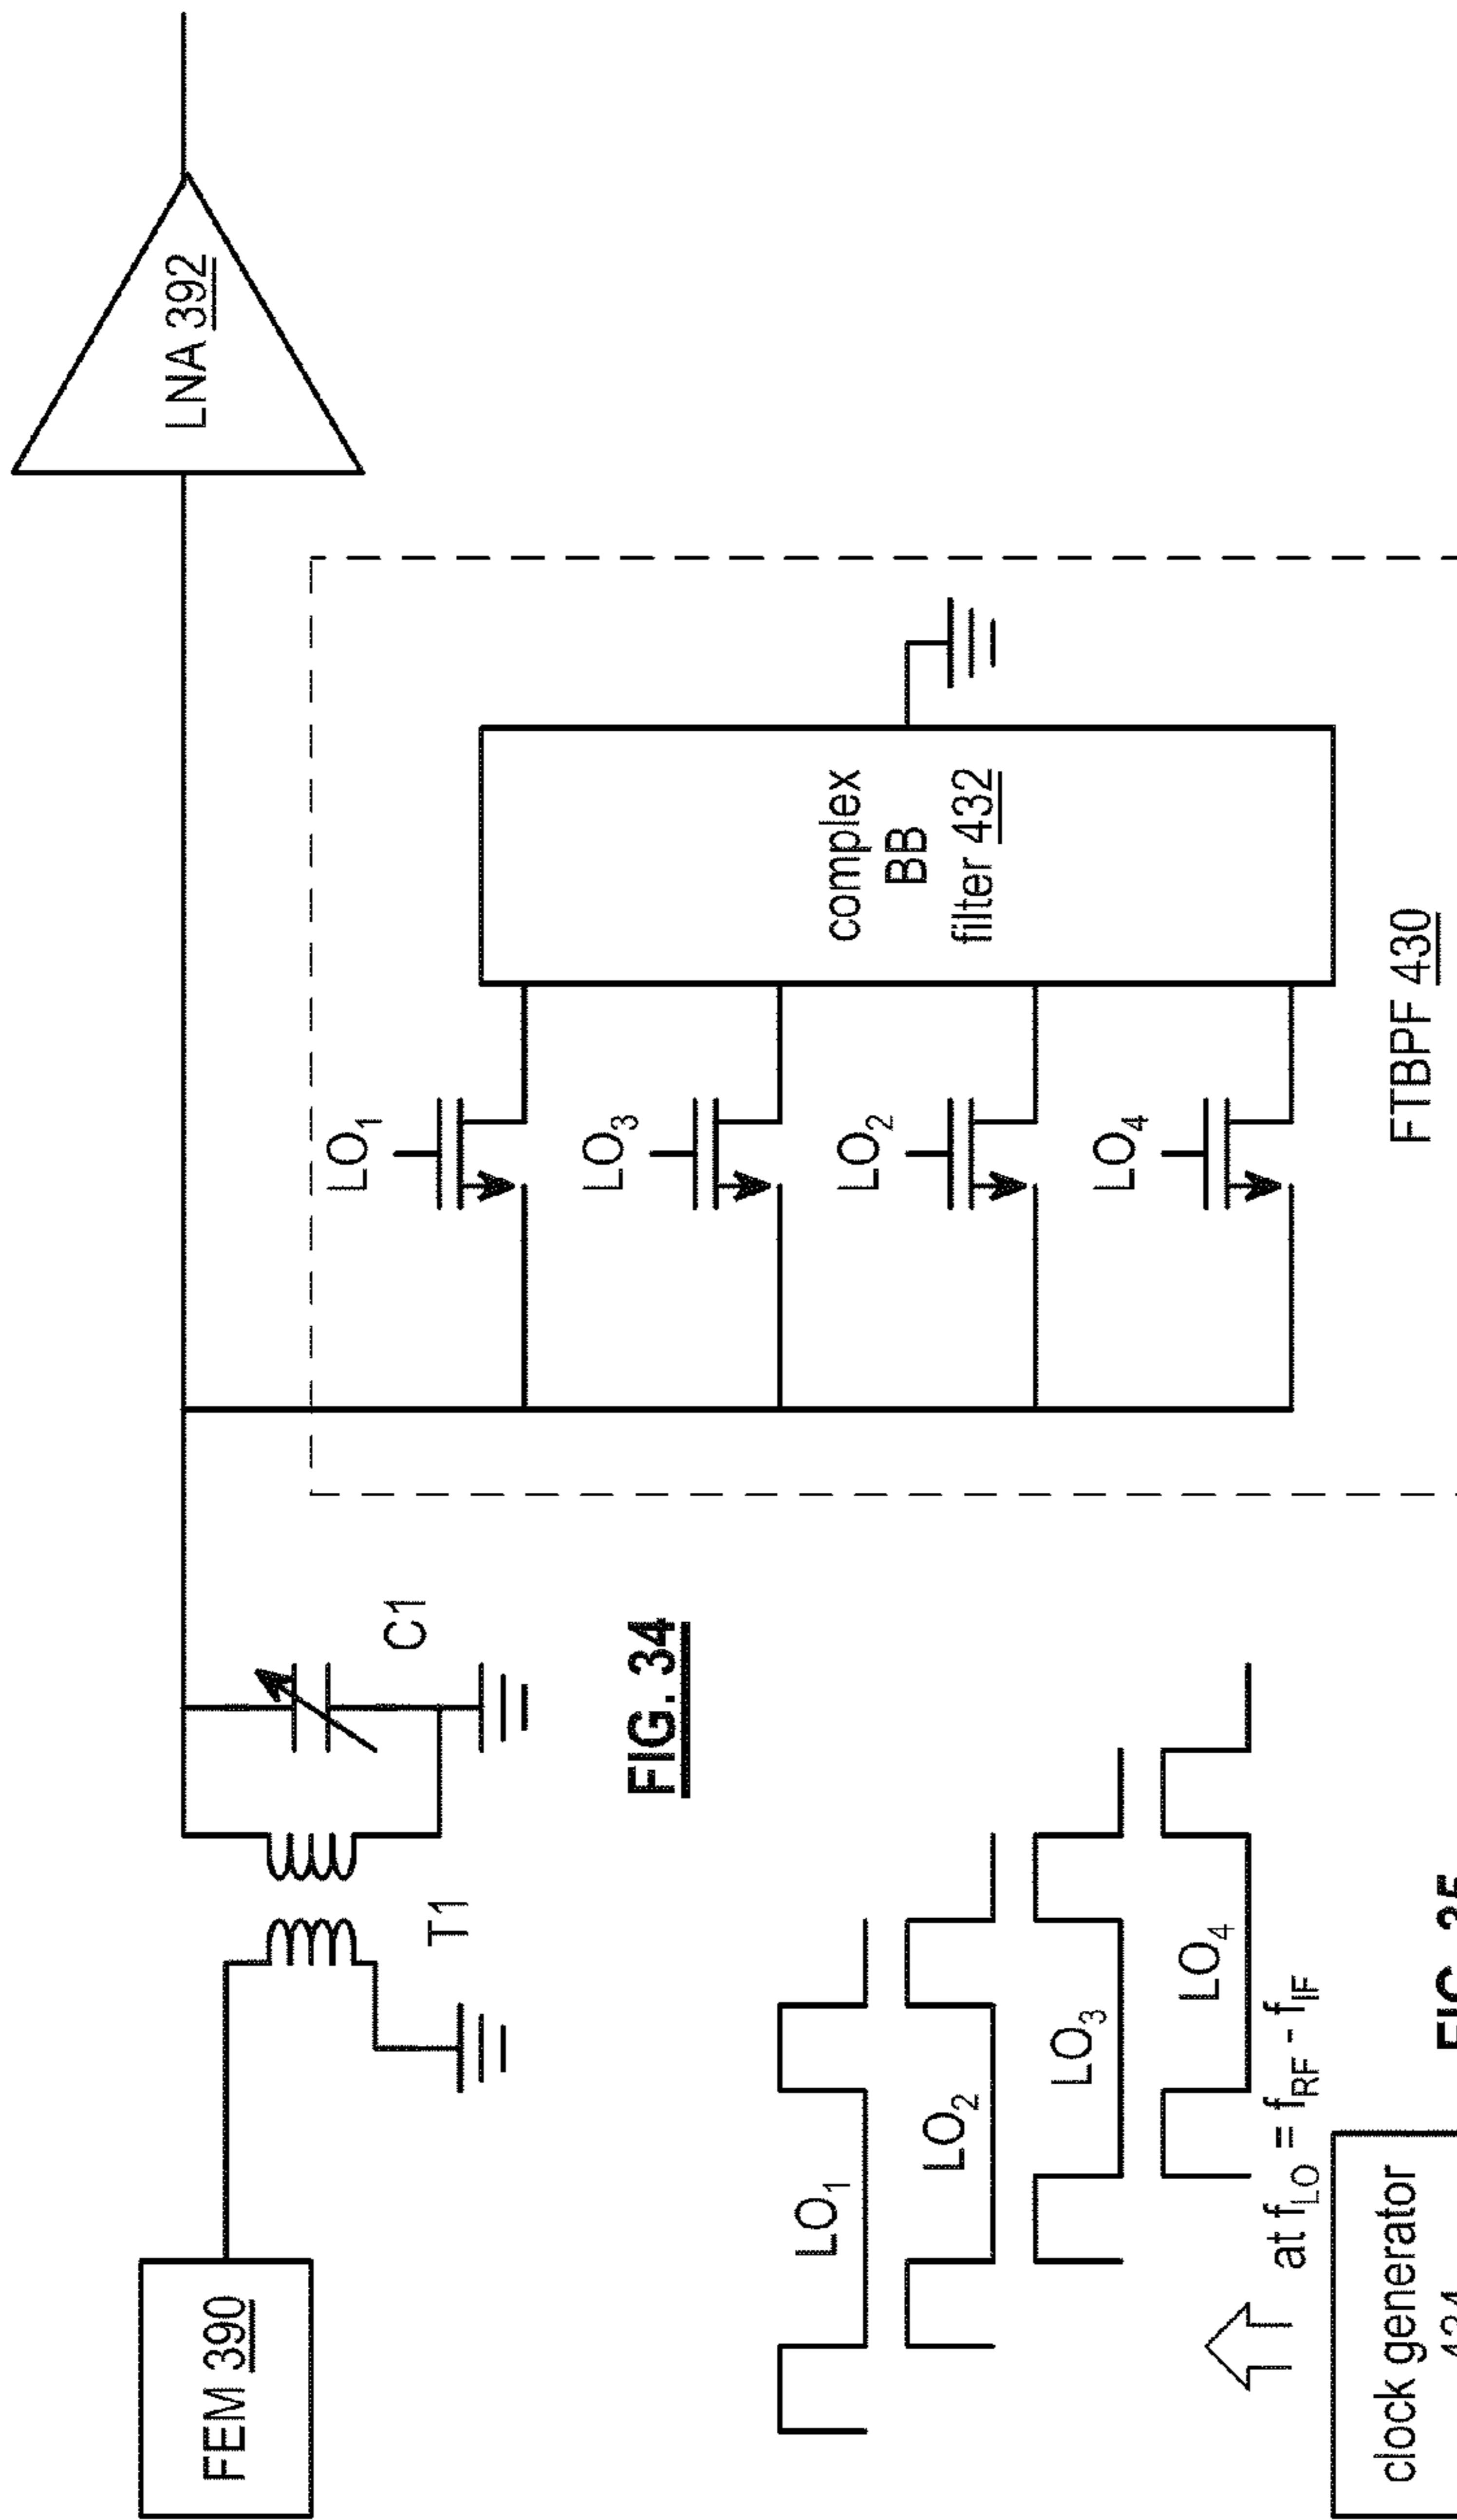 FEM 390
T1
C1
LNA 392
LO1
LO3
LO2
LO4
complex
BB
filter 432
FTBPF 430
FIG. 34
LO1
LO2
LO3
LO4
at fLO = fRF - fIF
clock generator